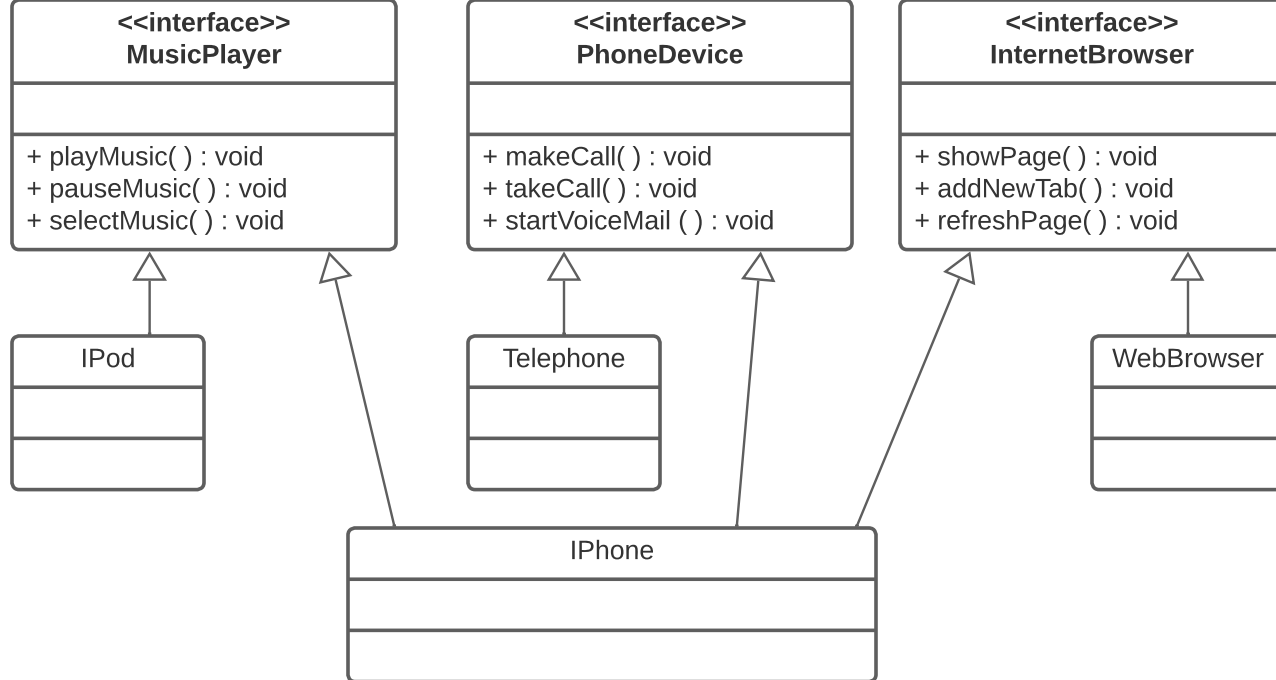 <<interface>>
MusicPlayer
+ playMusic( ) : void
+ pauseMusic( ) : void
+ selectMusic( ) : void
<<interface>>
PhoneDevice
+ makeCall( ) : void
+ takeCall( ) : void
+ startVoiceMail ( ) : void
<<interface>>
InternetBrowser
+ showPage( ) : void
+ addNewTab( ) : void
+ refreshPage( ) : void
IPod
Telephone
WebBrowser
IPhone